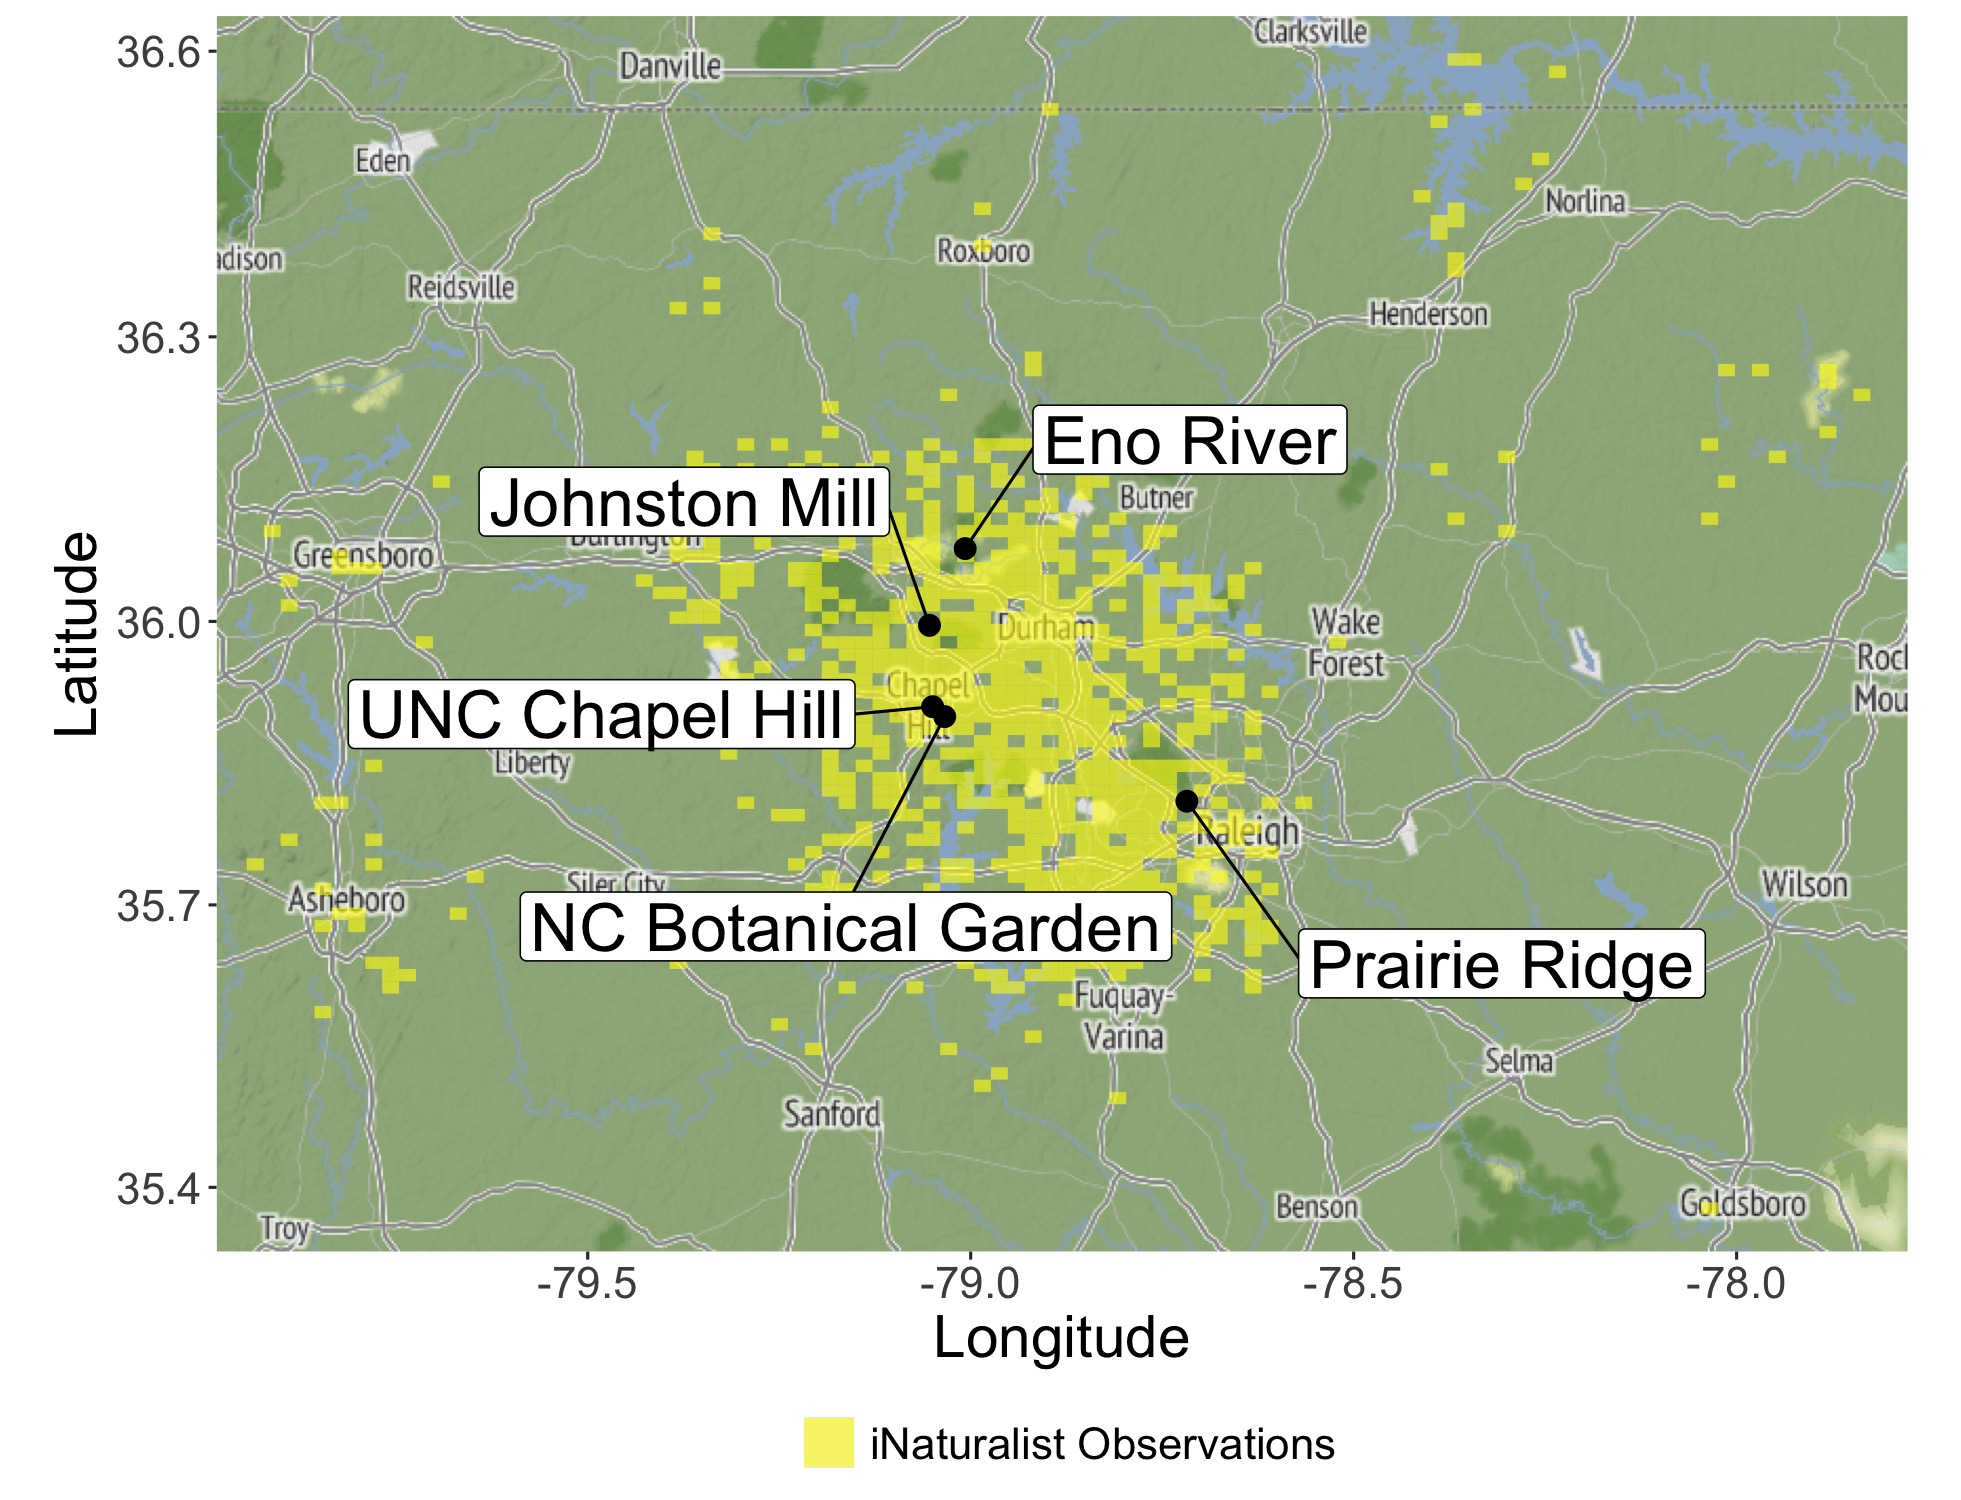 Clarksville
36.6
Danville
Eden
Norlina
Roxboro
adison
Reidsville
Henderson
36.3
Eno River
Johnston Mill
Butner
Burlington
Greensboro
Latitude
36.0
Durham
Wake
Forest
Rocl
Mou
Chapel
Hill
UNC Chapel Hill
Liberty
Raleigh
Siler City
Asheboro
Wilson
35.7
NC Botanical Garden
Prairie Ridge
Fuquay-
Varina
Selma
Sanford
35.4
Troy
Benson
Goldsboro
-79.5
-79.0
-78.5
-78.0
Longitude
iNaturalist Observations